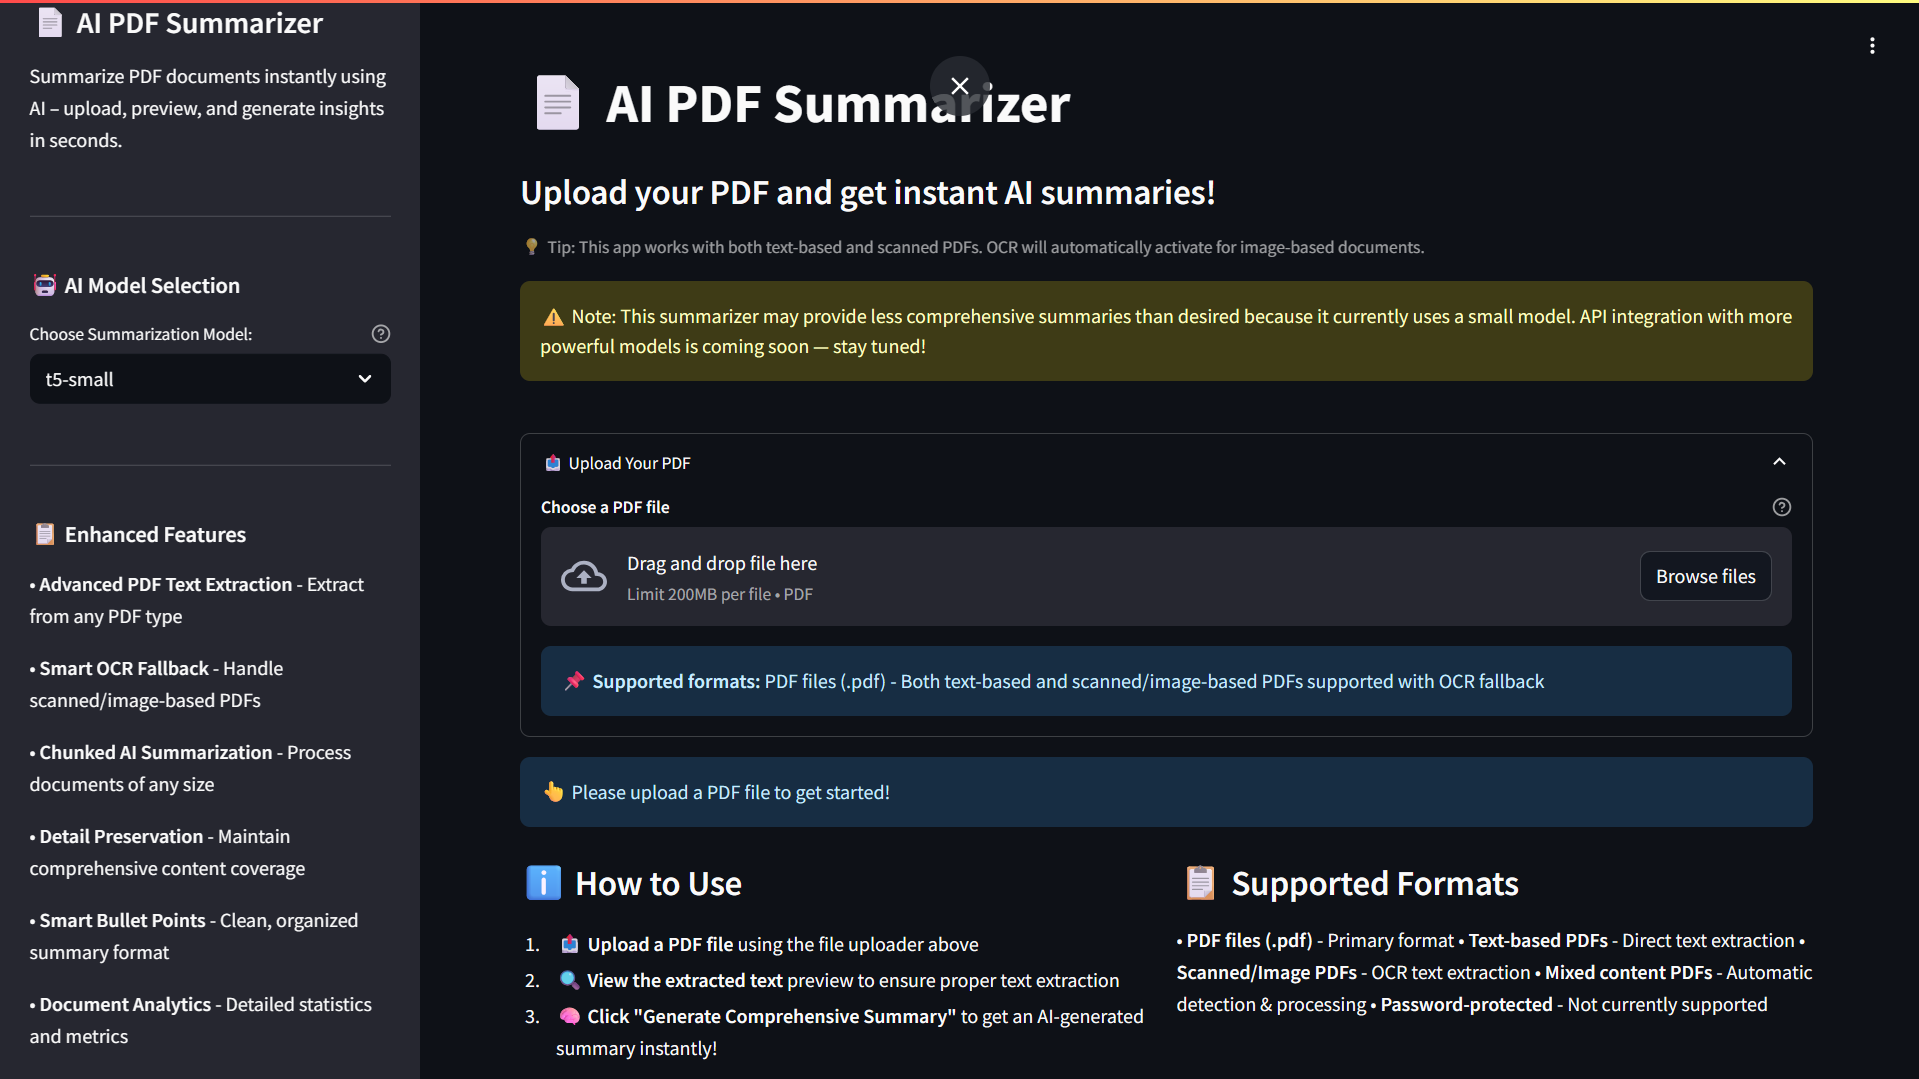 AI PDF Summarizer
Summarize PDF documents instantly using
AI – upload, preview, and generate insights
in seconds.
AI Model Selection
Choose Summarization Model:
t5-small
Enhanced Features
• Advanced PDF Text Extraction - Extract
from any PDF type
• Smart OCR Fallback - Handle
scanned/image-based PDFs
• Chunked AI Summarization - Process
documents of any size
• Detail Preservation - Maintain
comprehensive content coverage
• Smart Bullet Points - Clean, organized
summary format
• Document Analytics - Detailed statistics
and metrics
AI PDF Summarizer
Upload your PDF and get instant AI summaries!
Tip: This app works with both text-based and scanned PDFs. OCR will automatically activate for image-based documents.
Note: This summarizer may provide less comprehensive summaries than desired because it currently uses a small model. API integration with more
powerful models is coming soon — stay tuned!
Upload Your PDF
Choose a PDF file
Drag and drop file here
Limit 200MB per file • PDF
Browse files
Supported formats: PDF files (.pdf) - Both text-based and scanned/image-based PDFs supported with OCR fallback
Please upload a PDF file to get started!
How to Use
1. Upload a PDF file using the file uploader above
2. View the extracted text preview to ensure proper text extraction
3. Click "Generate Comprehensive Summary" to get an AI-generated
summary instantly!
Supported Formats
• PDF files (.pdf) - Primary format • Text-based PDFs - Direct text extraction •
Scanned/Image PDFs - OCR text extraction • Mixed content PDFs - Automatic
detection & processing • Password-protected - Not currently supported